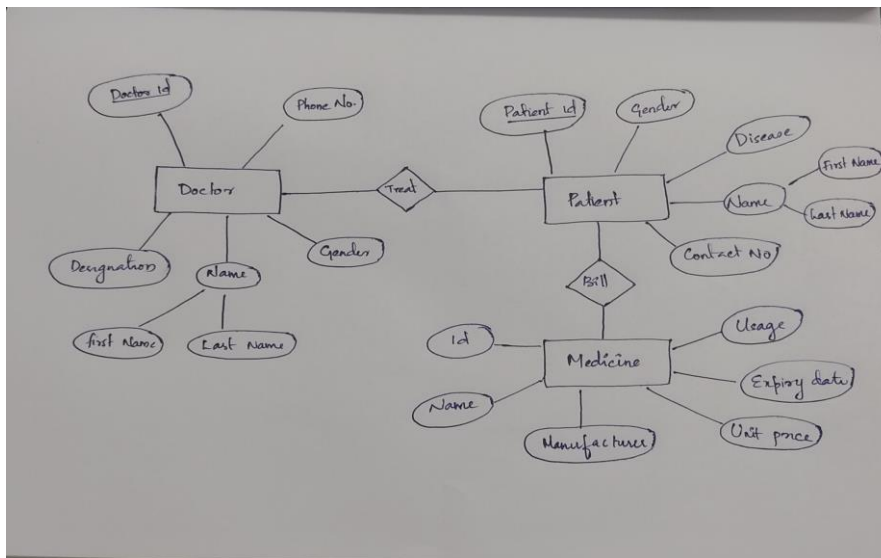 Doctor id
Phone No.
Doctor
Designation
Name
Gender
first Name
Last Name
Treat
Patient id
Gender
Disease
Patient
Name
First Name
Last Name
Contact No
Bill
Id
Medicine
Usage
Name
Expiry date
Manufacturer
Unit price